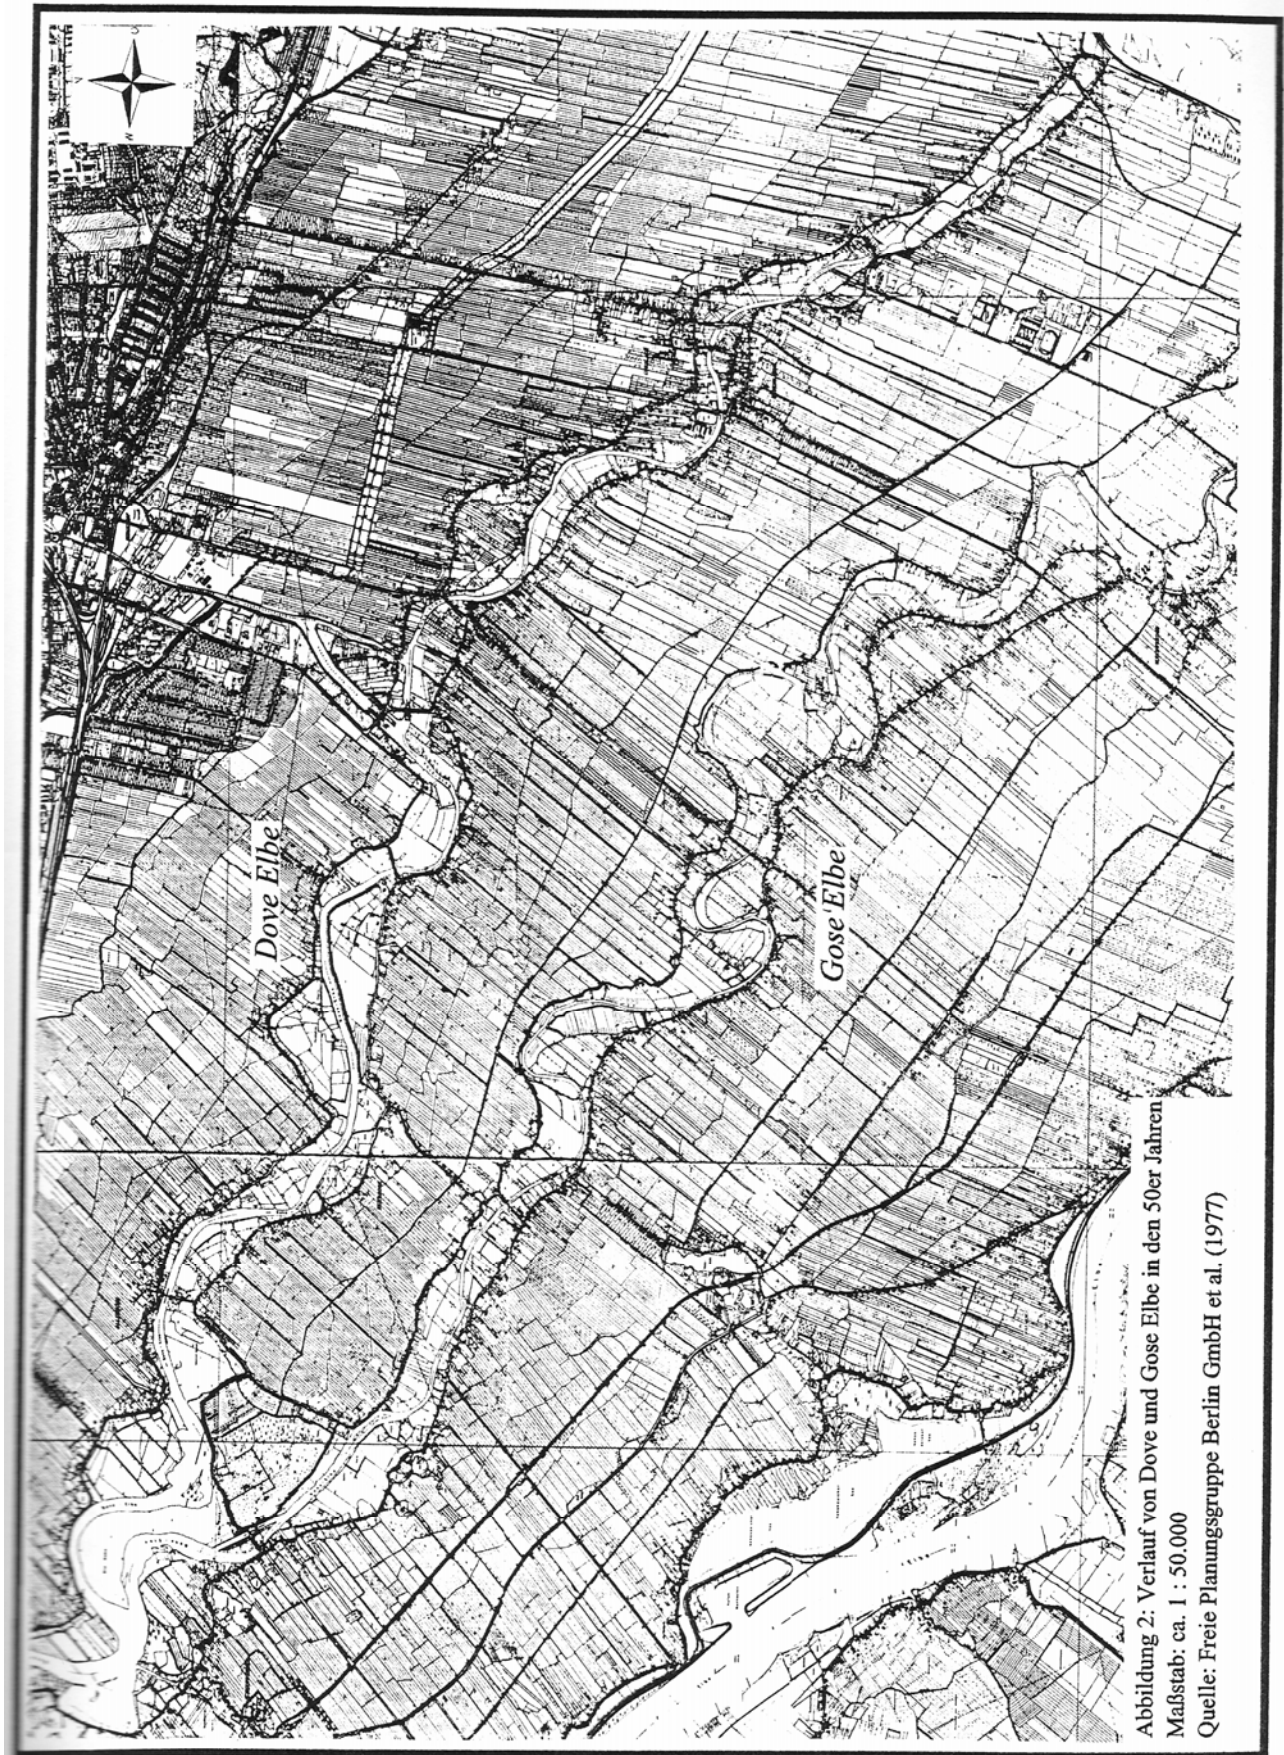 Dove Elbe
Gose Elbe
Abbildung 2: Verlauf von Dove und Gose Elbe in den 50er Jahren
Maßstab: ca. 1 : 50.000
Quelle: Freie Planungsgruppe Berlin GmbH et al. (1977)